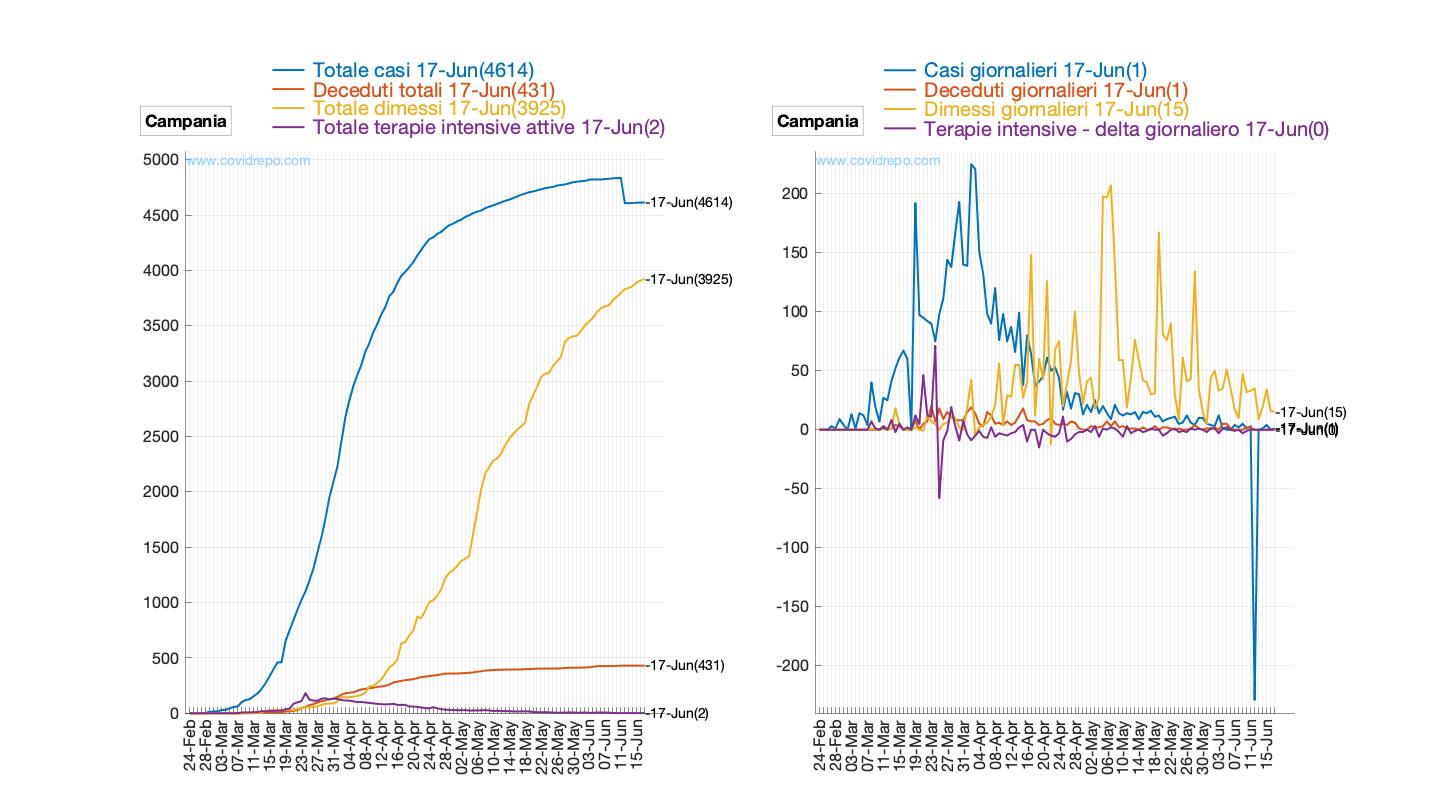 Totale casi 17-Jun(4614)
Deceduti totali 17-Jun(431)
Totale dimessi 17-Jun(3925)
Totale terapie intensive attive 17-Jun(2)
Campania
www.covidrepo.com
5000
4500
4000
3500
3000
2500
2000
1500
1000
500
0
17-Jun(4614)
17-Jun(3925)
17-Jun(431)
17-Jun(2)
24-Feb
28-Feb
03-Mar
07-Mar
11-Mar
15-Mar
19-Mar
23-Mar
27-Mar
31-Mar
04-Apr
08-Apr
12-Apr
16-Apr
20-Apr
24-Apr
28-Apr
02-May
06-May
10-May
14-May
18-May
22-May
26-May
30-May
03-Jun
07-Jun
11-Jun
15-Jun
Casi giornalieri 17-Jun(1)
Deceduti giornalieri 17-Jun(1)
Dimessi giornalieri 17-Jun(15)
Terapie intensive - delta giornaliero 17-Jun(0)
Campania
www.covidrepo.com
200
150
100
50
0
-50
-100
-150
-200
17-Jun(15)
17-Jun(1)
17-Jun(0)
24-Feb
28-Feb
03-Mar
07-Mar
11-Mar
15-Mar
19-Mar
23-Mar
27-Mar
31-Mar
04-Apr
08-Apr
12-Apr
16-Apr
20-Apr
24-Apr
28-Apr
02-May
06-May
10-May
14-May
18-May
22-May
26-May
30-May
03-Jun
07-Jun
11-Jun
15-Jun